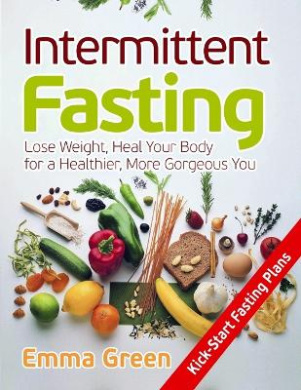 Intermittent
Fasting
Lose Weight, Heal Your Body
for a Healthier, More Gorgeous You
Kick-Start Fasting Plans
Emma Green